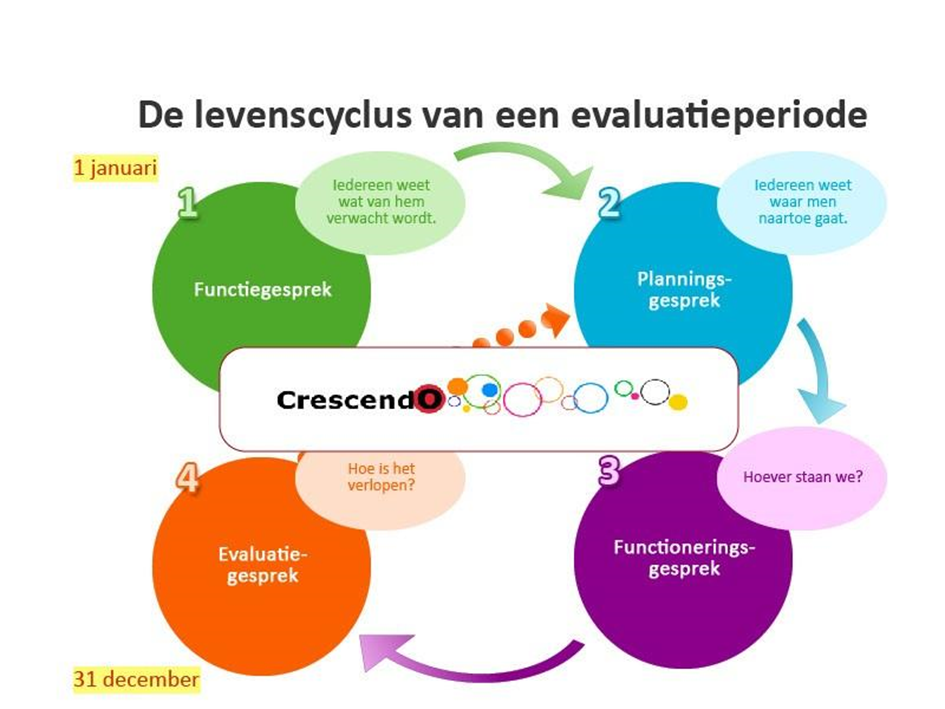 De levenscyclus van een evaluatieperiode
1 januari
1
Iedereen weet
wat van hem
verwacht wordt.
Functiegesprek
2
Iedereen weet
waar men
naartoe gaat.
Plannings-
gesprek
CrescendO
4
Hoe is het
verlopen?
Evaluatie-
gesprek
3
Hoever staan we?
Functionerings-
gesprek
31 december